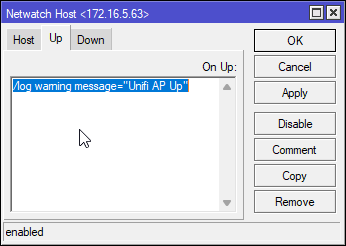 Netwatch Host <172.16.5.63>
Host Up Down
OK
On Up:
Cancel
/log warning message="Unifi AP Up"
Apply
Disable
Comment
Copy
Remove
enabled